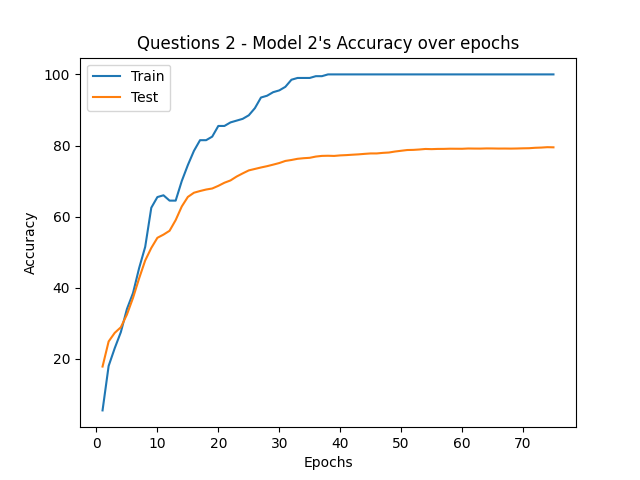 Questions 2 - Model 2's Accuracy over epochs
Train
Test
Accuracy
100
80
60
40
20
0 10 20 30 40 50 60 70
Epochs